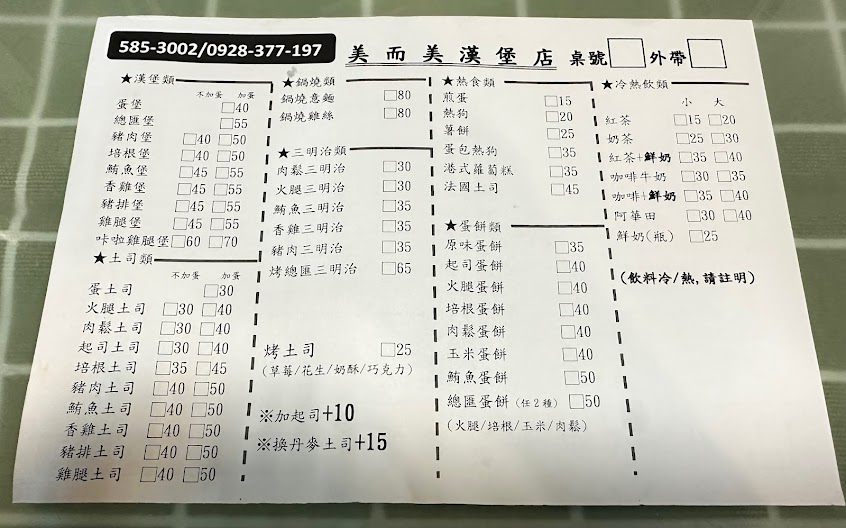 585-3002/0928-377-197
美而美漢堡店 桌號□ 外帶□
★漢堡類
不加蛋 加蛋
蛋堡 □40
總匯堡 □55
豬肉堡 □40 □50
培根堡 □40 □50
鮪魚堡 □45 □55
香雞堡 □45 □55
豬排堡 □45 □55
雞腿堡 □45 □55
咔啦雞腿堡 □60 □70
★土司類
不加蛋 加蛋
蛋土司 □30
火腿土司 □30 □40
肉鬆土司 □30 □40
起司土司 □30 □40
培根土司 □35 □45
豬肉土司 □40 □50
鮪魚土司 □40 □50
香雞土司 □40 □50
豬排土司 □40 □50
雞腿土司 □40 □50
★鍋燒類
鍋燒意麵 □80
鍋燒雞絲 □80
★三明治類
肉鬆三明治 □30
火腿三明治 □30
鮪魚三明治 □35
香雞三明治 □35
豬肉三明治 □35
烤總匯三明治 □65
烤土司 □25
(草莓/花生/奶酥/巧克力)
※加起司+10
※換丹麥土司+15
★熱食類
煎蛋 □15
熱狗 □20
薯餅 □25
蛋包熱狗 □35
港式蘿蔔糕 □35
法國土司 □45
★蛋餅類
原味蛋餅 □35
起司蛋餅 □40
火腿蛋餅 □40
培根蛋餅 □40
肉鬆蛋餅 □40
玉米蛋餅 □40
鮪魚蛋餅 □50
總匯蛋餅(任2種) □50
(火腿/培根/玉米/肉鬆)
★冷熱飲類
小 大
紅茶 □15 □20
奶茶 □25 □30
紅茶+鮮奶 □35 □40
咖啡牛奶 □30 □35
咖啡+鮮奶 □35 □40
阿華田 □30 □40
鮮奶(瓶) □25
(飲料冷/熱,請註明)